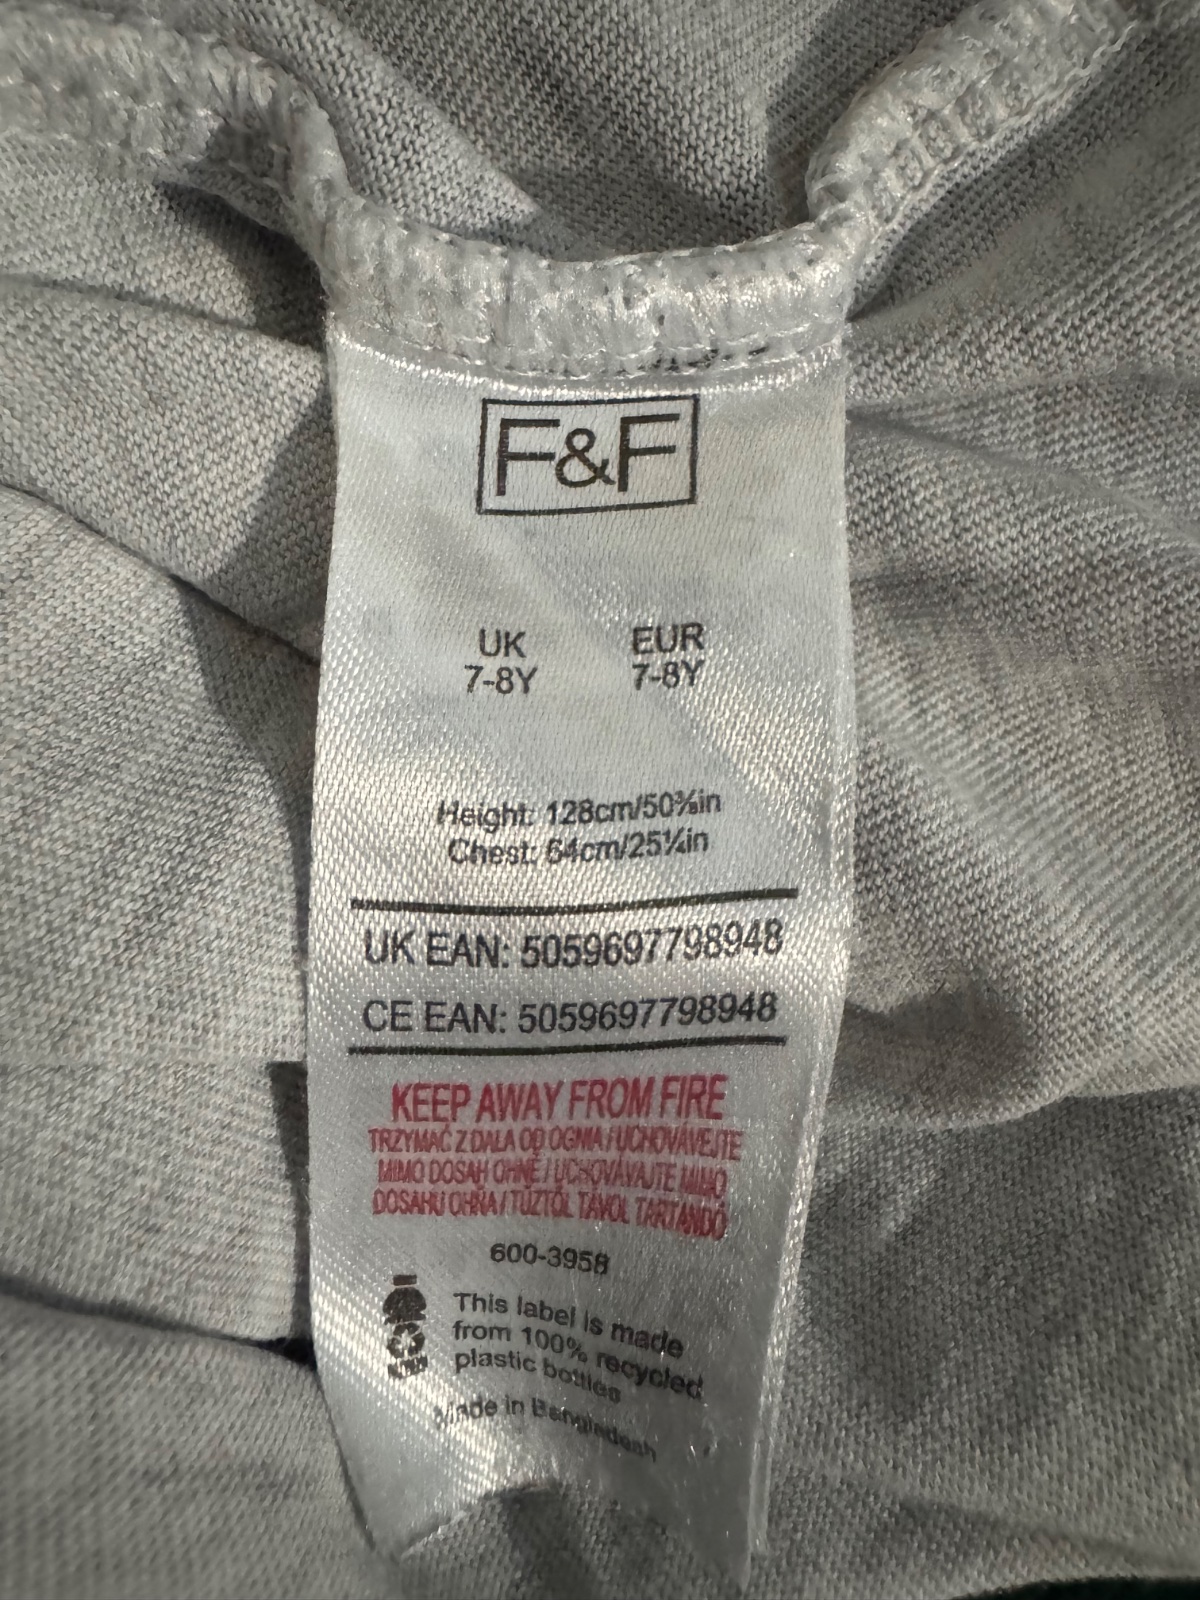 F&F
UK EUR
7-8Y 7-8Y
Height: 128cm/50⅜in
Chest: 64cm/25¼in
UK EAN: 5059697798948
CE EAN: 5059697798948
KEEP AWAY FROM FIRE
TRZYMAĆ Z DALA OD OGNIA / UCHOVÁVEJTE
MIMO DOSAH OHNĚ / UCHOVÁVAJTE MIMO
DOSAHU OHŇA / TŰZTŐL TÁVOL TARTANDÓ
600-3958
This label is made
from 100% recycled
plastic bottles
Made in Bangladesh